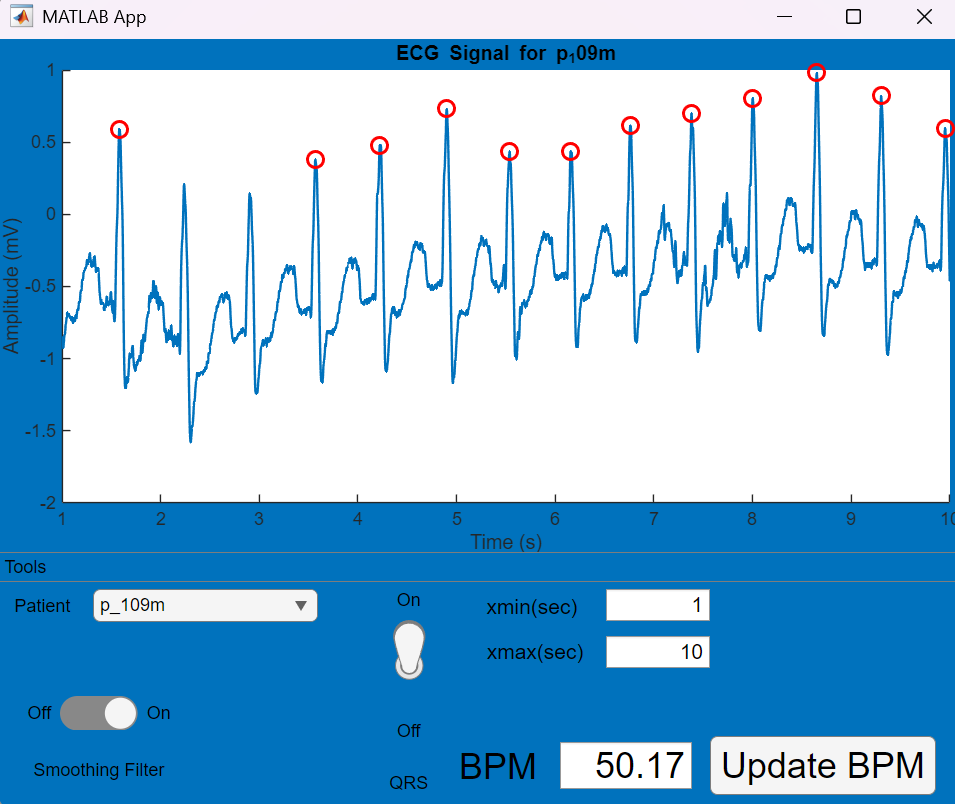 MATLAB App
ECG Signal for p₁09m
1
0.5
0
-0.5
-1
-1.5
-2
Amplitude (mV)
1 2 3 4 5 6 7 8 9 10
Time (s)
Tools
Patient p_109m
On
xmin(sec) 1
xmax(sec) 10
Off On
Off
Smoothing Filter
QRS
BPM 50.17 Update BPM